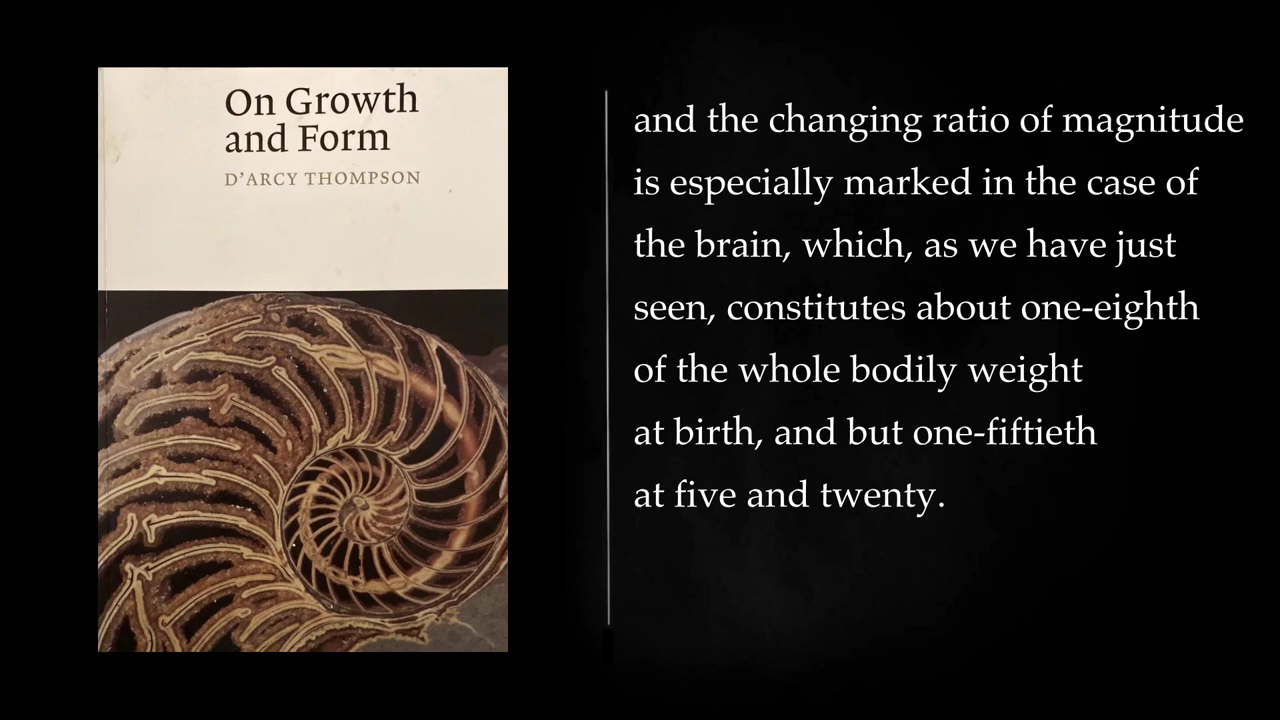 On Growth
and Form
D'ARCY THOMPSON
and the changing ratio of magnitude
is especially marked in the case of
the brain, which, as we have just
seen, constitutes about one-eighth
of the whole bodily weight
at birth, and but one-fiftieth
at five and twenty.